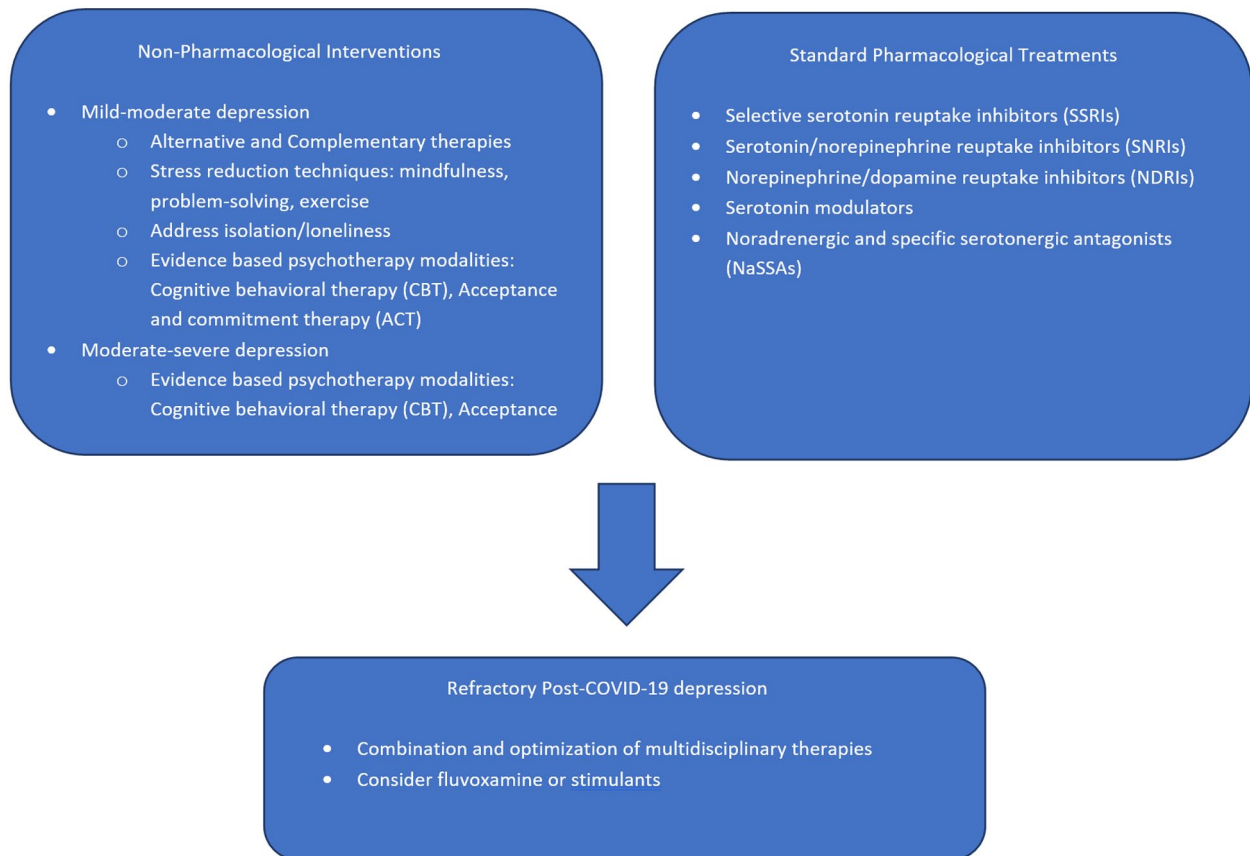 Non-Pharmacological Interventions
• Mild-moderate depression
o Alternative and Complementary therapies
o Stress reduction techniques: mindfulness,
problem-solving, exercise
o Address isolation/loneliness
o Evidence based psychotherapy modalities:
Cognitive behavioral therapy (CBT), Acceptance
and commitment therapy (ACT)
• Moderate-severe depression
o Evidence based psychotherapy modalities:
Cognitive behavioral therapy (CBT), Acceptance
Standard Pharmacological Treatments
• Selective serotonin reuptake inhibitors (SSRIs)
• Serotonin/norepinephrine reuptake inhibitors (SNRIs)
• Norepinephrine/dopamine reuptake inhibitors (NDRIs)
• Serotonin modulators
• Noradrenergic and specific serotonergic antagonists
(NaSSAs)
Refractory Post-COVID-19 depression
• Combination and optimization of multidisciplinary therapies
• Consider fluvoxamine or stimulants